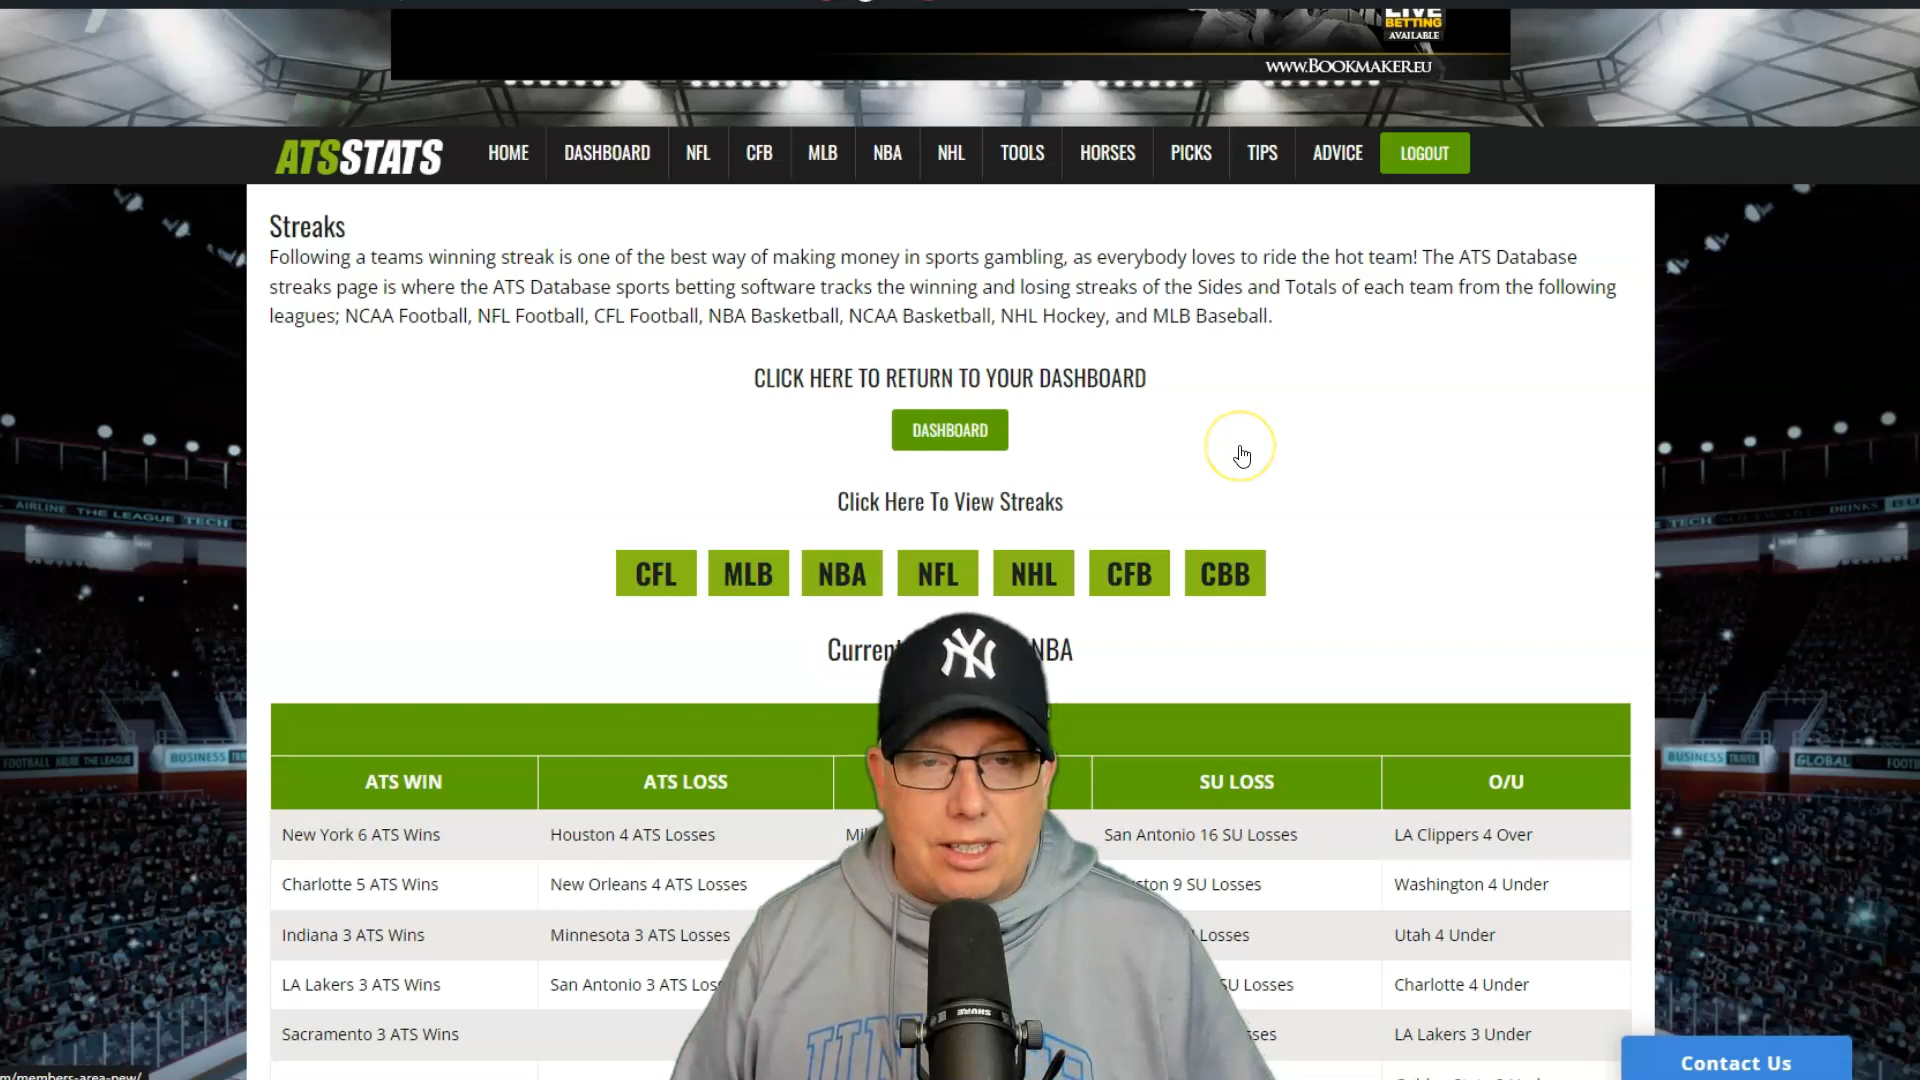 LIVE
BETTING
AVAILABLE
WWW.BOOKMAKER.EU
ATSSTATS HOME DASHBOARD NFL CFB MLB NBA NHL TOOLS HORSES PICKS TIPS ADVICE LOGOUT
Streaks
Following a teams winning streak is one of the best way of making money in sports gambling, as everybody loves to ride the hot team! The ATS Database
streaks page is where the ATS Database sports betting software tracks the winning and losing streaks of the Sides and Totals of each team from the following
leagues; NCAA Football, NFL Football, CFL Football, NBA Basketball, NCAA Basketball, NHL Hockey, and MLB Baseball.
CLICK HERE TO RETURN TO YOUR DASHBOARD
DASHBOARD
Click Here To View Streaks
CFL MLB NBA NFL NHL CFB CBB
NBA
NY
ATS WIN ATS LOSS SU LOSS O/U
New York 6 ATS Wins Houston 4 ATS Losses San Antonio 16 SU Losses LA Clippers 4 Over
Charlotte 5 ATS Wins New Orleans 4 ATS Losses 9 SU Losses Washington 4 Under
Indiana 3 ATS Wins Minnesota 3 ATS Losses Losses Utah 4 Under
LA Lakers 3 ATS Wins San Antonio 3 ATS SU Losses Charlotte 4 Under
Sacramento 3 ATS Wins LA Lakers 3 Under
SHURE
Contact Us
AIRLINE THE LEAGUE TECH
BUSINESS
GLOBAL